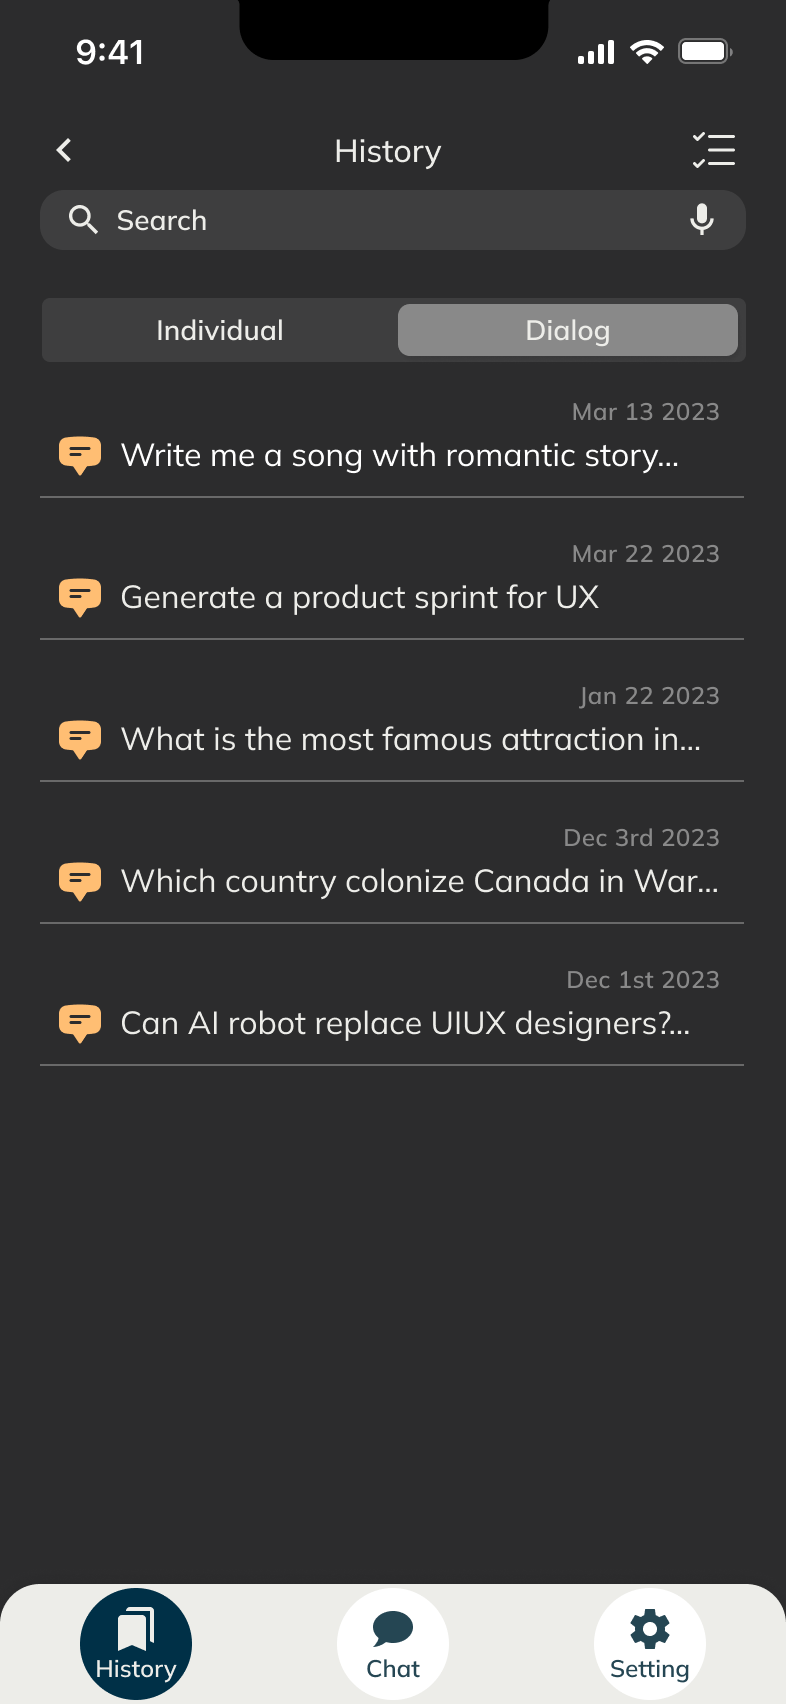 9:41
History
Search
Individual
Dialog
Mar 13 2023
Write me a song with romantic story...
Mar 22 2023
Generate a product sprint for UX
Jan 22 2023
What is the most famous attraction in...
Dec 3rd 2023
Which country colonize Canada in War...
Dec 1st 2023
Can AI robot replace UIUX designers?...
History
Chat
Setting